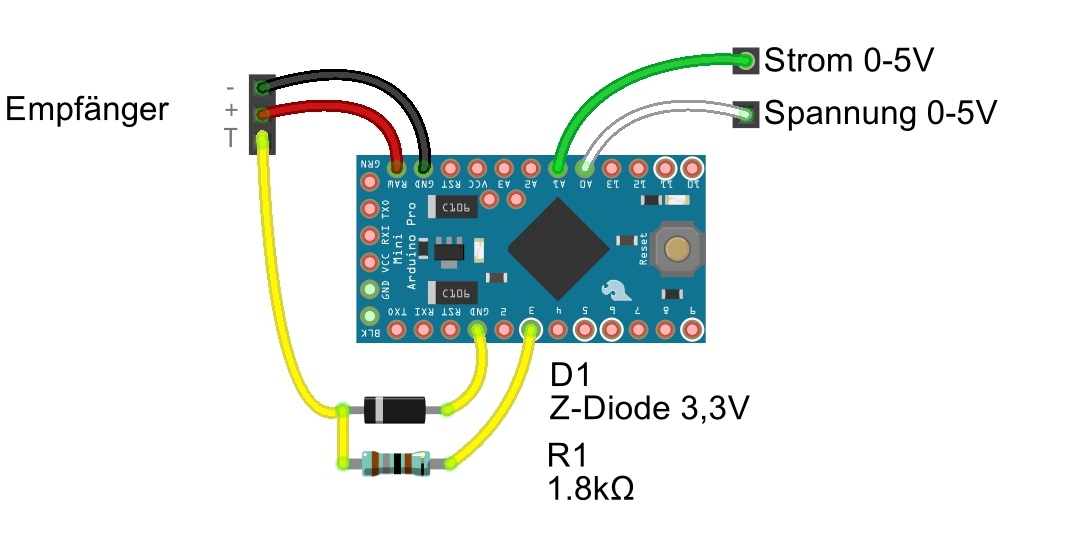 Strom 0-5V
Empfänger
-
+
T
Spannung 0-5V
GRN
RAW GND RST VCC A3 A2 A1 A0 13 12 11 10
C106
TXO
RXI
VCC
GND
Arduino Pro
Mini
Reset
C106
BLK
TXO RXI RST GND 2 3 4 5 6 7 8 9
D1
Z-Diode 3,3V
R1
1.8kΩ